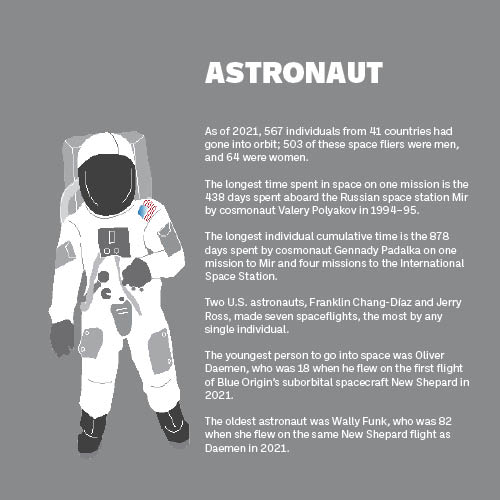 ASTRONAUT
As of 2021, 567 individuals from 41 countries had
gone into orbit; 503 of these space fliers were men,
and 64 were women.
The longest time spent in space on one mission is the
438 days spent aboard the Russian space station Mir
by cosmonaut Valery Polyakov in 1994–95.
The longest individual cumulative time is the 878
days spent by cosmonaut Gennady Padalka on one
mission to Mir and four missions to the International
Space Station.
Two U.S. astronauts, Franklin Chang-Díaz and Jerry
Ross, made seven spaceflights, the most by any
single individual.
The youngest person to go into space was Oliver
Daemen, who was 18 when he flew on the first flight
of Blue Origin's suborbital spacecraft New Shepard in
2021.
The oldest astronaut was Wally Funk, who was 82
when she flew on the same New Shepard flight as
Daemen in 2021.